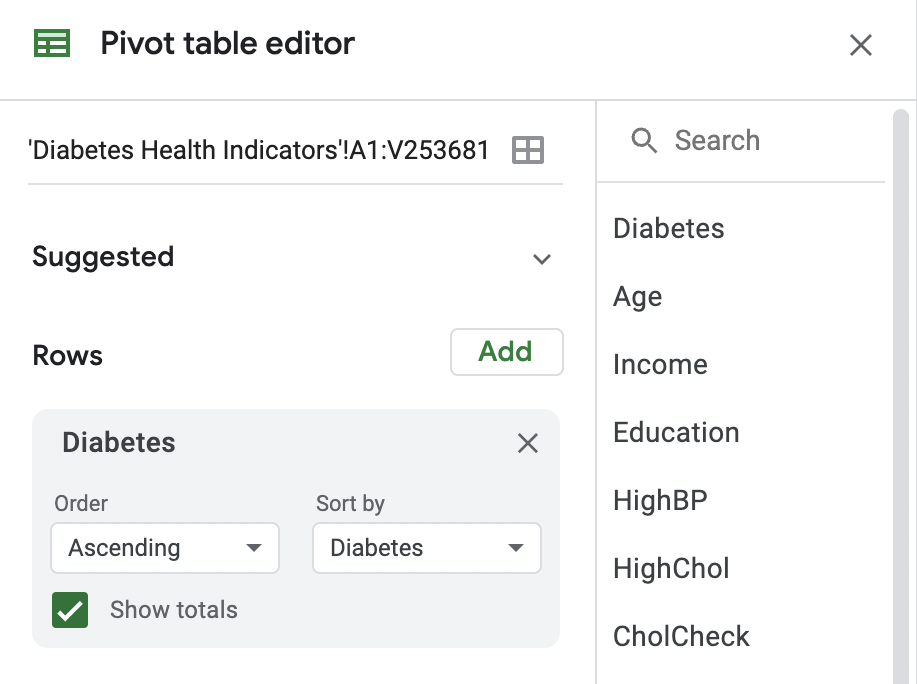 Pivot table editor
'Diabetes Health Indicators'!A1:V253681
Suggested
Rows
Add
Diabetes
Order
Sort by
Ascending
Diabetes
Show totals
Search
Diabetes
Age
Income
Education
HighBP
HighChol
CholCheck